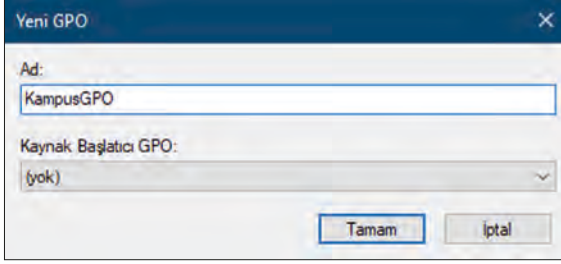 Yeni GPO
Ad:
KampusGPO
Kaynak Başlatıcı GPO:
(yok)
Tamam
İptal